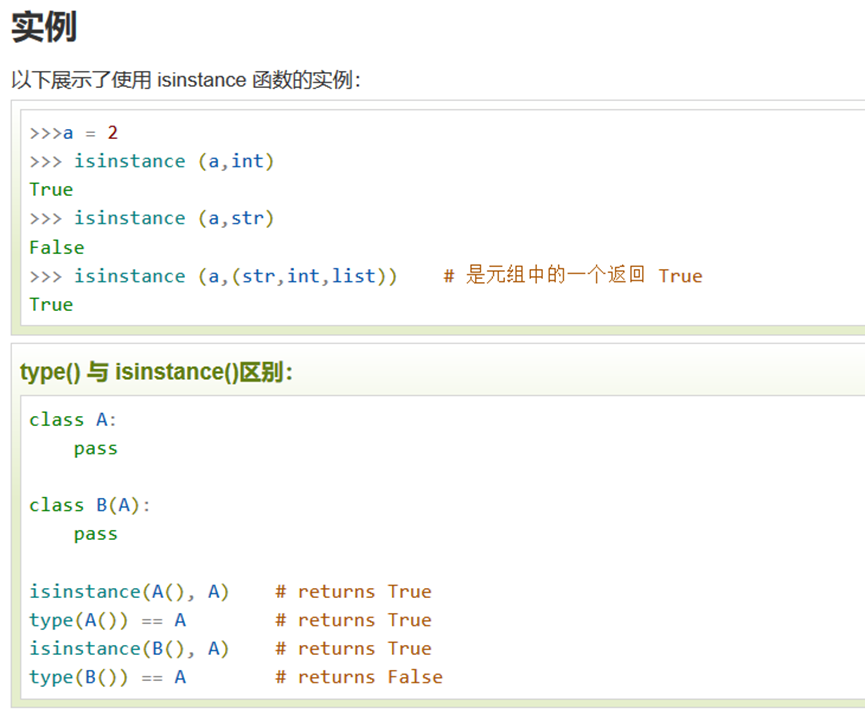 实例
以下展示了使用 isinstance 函数的实例：
>>>a = 2
>>> isinstance (a,int)
True
>>> isinstance (a,str)
False
>>> isinstance (a,(str,int,list))    # 是元组中的一个返回 True
True
type() 与 isinstance()区别：
class A:
    pass
class B(A):
    pass
isinstance(A(), A)    # returns True
type(A()) == A        # returns True
isinstance(B(), A)    # returns True
type(B()) == A        # returns False